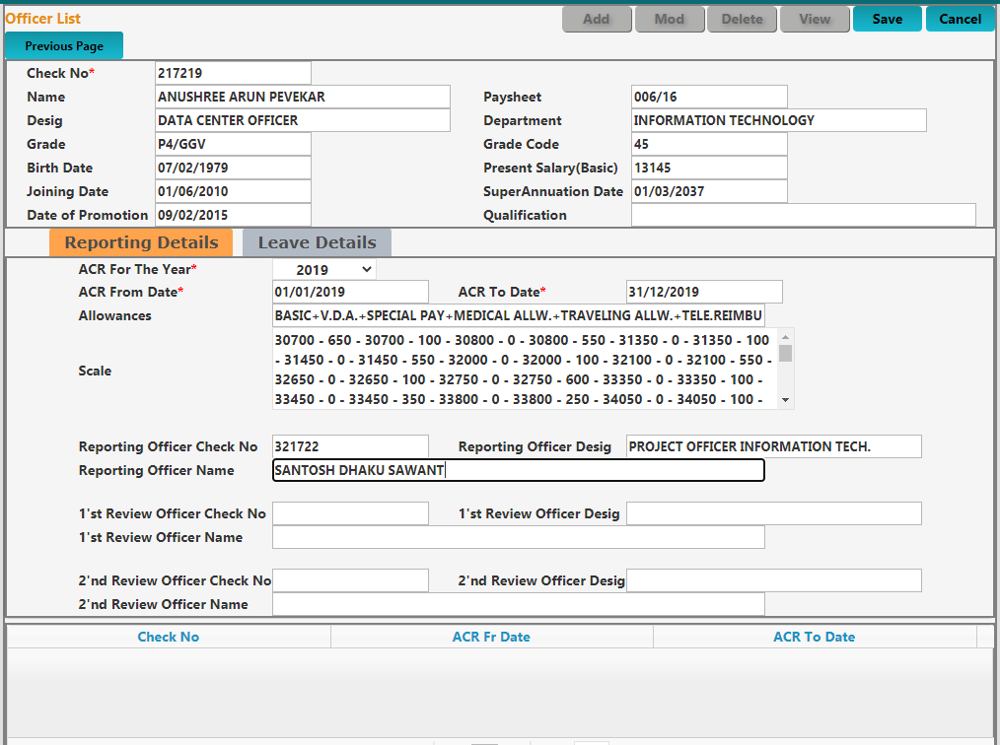 Officer List
Add Mod Delete View Save Cancel
Previous Page
Check No* 217219
Name ANUSHREE ARUN PEVEKAR Paysheet 006/16
Desig DATA CENTER OFFICER Department INFORMATION TECHNOLOGY
Grade P4/GGV Grade Code 45
Birth Date 07/02/1979 Present Salary(Basic) 13145
Joining Date 01/06/2010 SuperAnnuation Date 01/03/2037
Date of Promotion 09/02/2015 Qualification
Reporting Details Leave Details
ACR For The Year* 2019
ACR From Date* 01/01/2019 ACR To Date* 31/12/2019
Allowances BASIC+V.D.A.+SPECIAL PAY+MEDICAL ALLW.+TRAVELING ALLW.+TELE.REIMBU
Scale
30700 - 650 - 30700 - 100 - 30800 - 0 - 30800 - 550 - 31350 - 0 - 31350 - 100
- 31450 - 0 - 31450 - 550 - 32000 - 0 - 32000 - 100 - 32100 - 0 - 32100 - 550 -
32650 - 0 - 32650 - 100 - 32750 - 0 - 32750 - 600 - 33350 - 0 - 33350 - 100 -
33450 - 0 - 33450 - 350 - 33800 - 0 - 33800 - 250 - 34050 - 0 - 34050 - 100 -
Reporting Officer Check No 321722 Reporting Officer Desig PROJECT OFFICER INFORMATION TECH.
Reporting Officer Name SANTOSH DHAKU SAWANT
1'st Review Officer Check No 1'st Review Officer Desig
1'st Review Officer Name
2'nd Review Officer Check No 2'nd Review Officer Desig
2'nd Review Officer Name
Check No ACR Fr Date ACR To Date